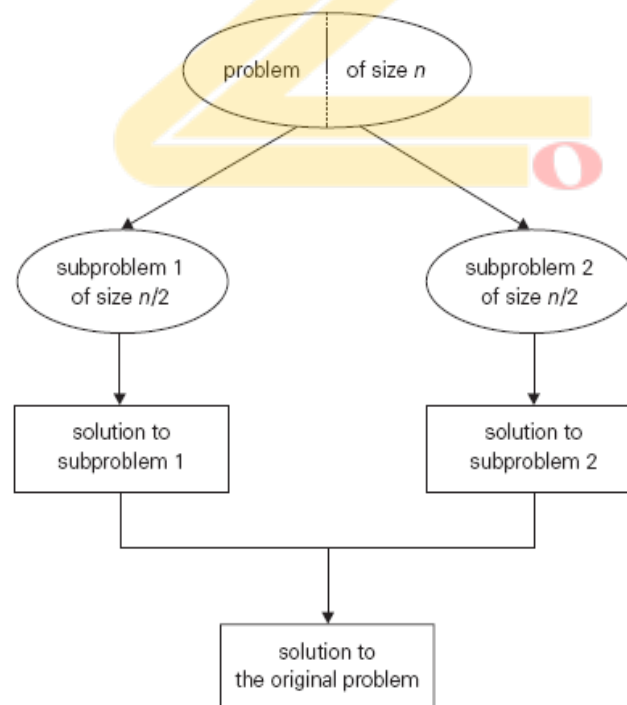 problem of size n
subproblem 1
of size n/2
subproblem 2
of size n/2
solution to
subproblem 1
solution to
subproblem 2
solution to
the original problem